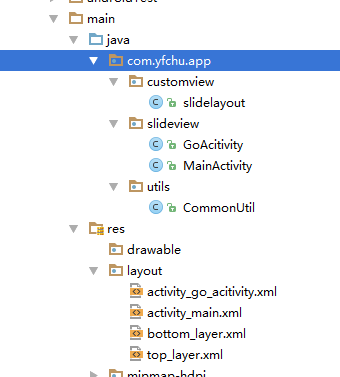 androidTest
main
java
com.yfchu.app
customview
slidelayout
slideview
GoAcitivity
MainActivity
utils
CommonUtil
res
drawable
layout
activity_go_acitivity.xml
activity_main.xml
bottom_layer.xml
top_layer.xml
mipmap-hdpi